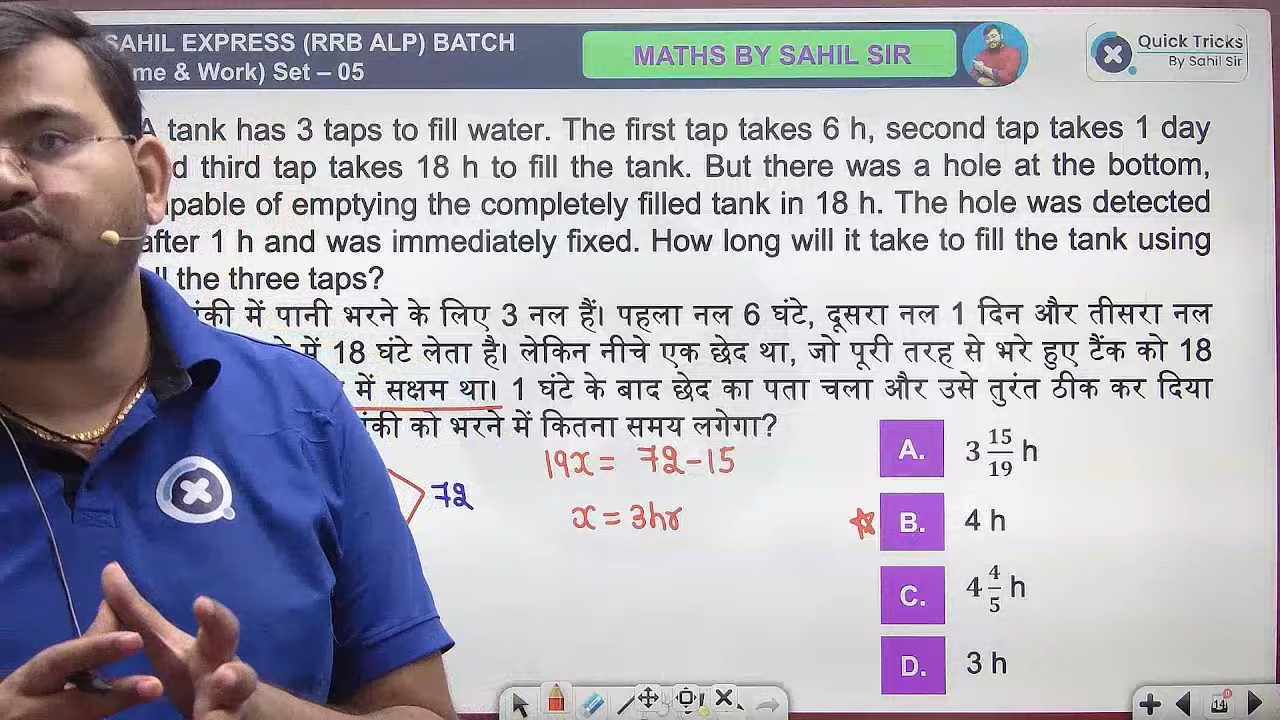 SAHIL EXPRESS (RRB ALP) BATCH
MATHS BY SAHIL SIR
Quick Tricks
By Sahil Sir
me & Work) Set – 05
A tank has 3 taps to fill water. The first tap takes 6 h, second tap takes 1 day
d third tap takes 18 h to fill the tank. But there was a hole at the bottom,
pable of emptying the completely filled tank in 18 h. The hole was detected
after 1 h and was immediately fixed. How long will it take to fill the tank using
ll the three taps?
की में पानी भरने के लिए 3 नल हैं। पहला नल 6 घंटे, दूसरा नल 1 दिन और तीसरा नल
में 18 घंटे लेता है। लेकिन नीचे एक छेद था, जो पूरी तरह से भरे हुए टैंक को 18
में सक्षम था। 1 घंटे के बाद छेद का पता चला और उसे तुरंत ठीक कर दिया
की को भरने में कितना समय लगेगा?
19x = 72-15
72
x = 3hr
A. 3 15/19 h
B. 4 h
C. 4 4/5 h
D. 3 h
14